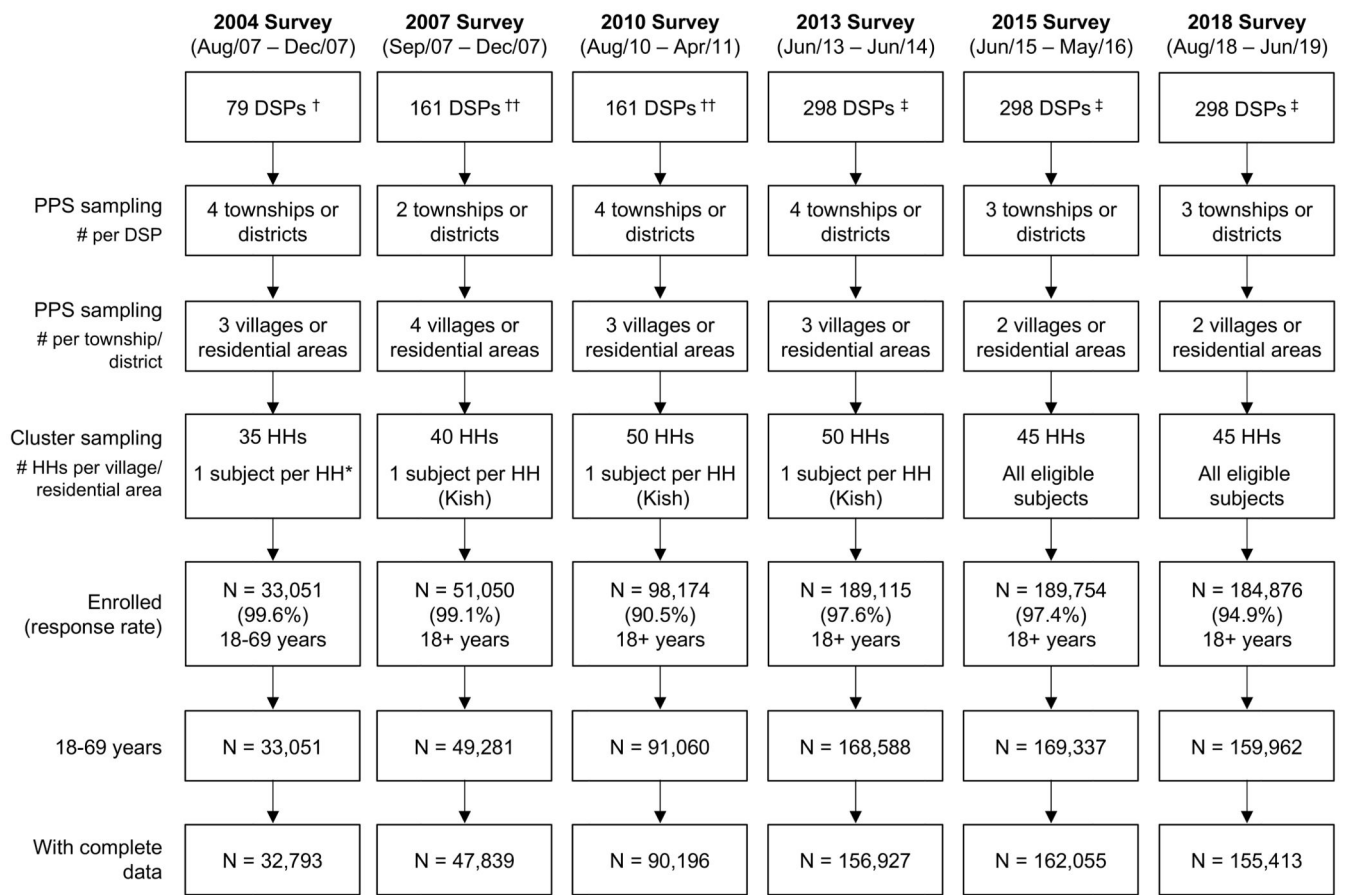 2004 Survey
(Aug/07 – Dec/07)
2007 Survey
(Sep/07 – Dec/07)
2010 Survey
(Aug/10 – Apr/11)
2013 Survey
(Jun/13 – Jun/14)
2015 Survey
(Jun/15 – May/16)
2018 Survey
(Aug/18 – Jun/19)
79 DSPs †
161 DSPs ††
161 DSPs ††
298 DSPs ‡
298 DSPs ‡
298 DSPs ‡
PPS sampling
# per DSP
4 townships or
districts
2 townships or
districts
4 townships or
districts
4 townships or
districts
3 townships or
districts
3 townships or
districts
PPS sampling
# per township/
district
3 villages or
residential areas
4 villages or
residential areas
3 villages or
residential areas
3 villages or
residential areas
2 villages or
residential areas
2 villages or
residential areas
Cluster sampling
# HHs per village/
residential area
35 HHs
1 subject per HH*
40 HHs
1 subject per HH
(Kish)
50 HHs
1 subject per HH
(Kish)
50 HHs
1 subject per HH
(Kish)
45 HHs
All eligible
subjects
45 HHs
All eligible
subjects
Enrolled
(response rate)
N = 33,051
(99.6%)
18-69 years
N = 51,050
(99.1%)
18+ years
N = 98,174
(90.5%)
18+ years
N = 189,115
(97.6%)
18+ years
N = 189,754
(97.4%)
18+ years
N = 184,876
(94.9%)
18+ years
18-69 years
N = 33,051
N = 49,281
N = 91,060
N = 168,588
N = 169,337
N = 159,962
With complete
data
N = 32,793
N = 47,839
N = 90,196
N = 156,927
N = 162,055
N = 155,413